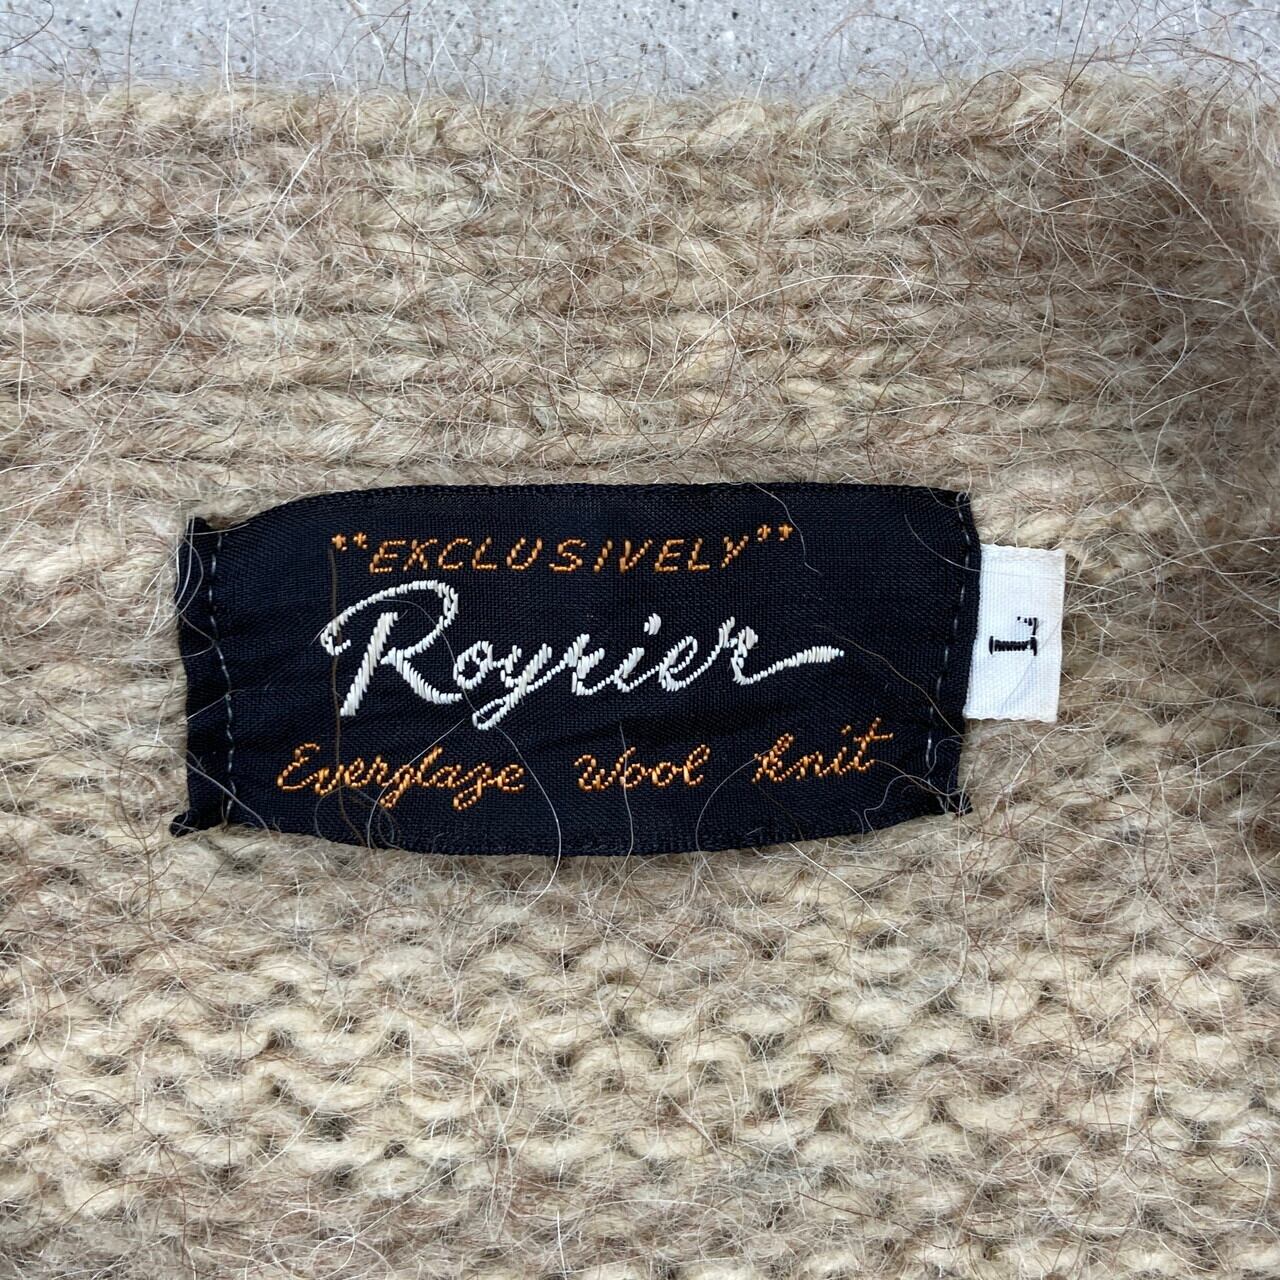 "EXCLUSIVELY"
Royrier
Everglaze Wool knit
L